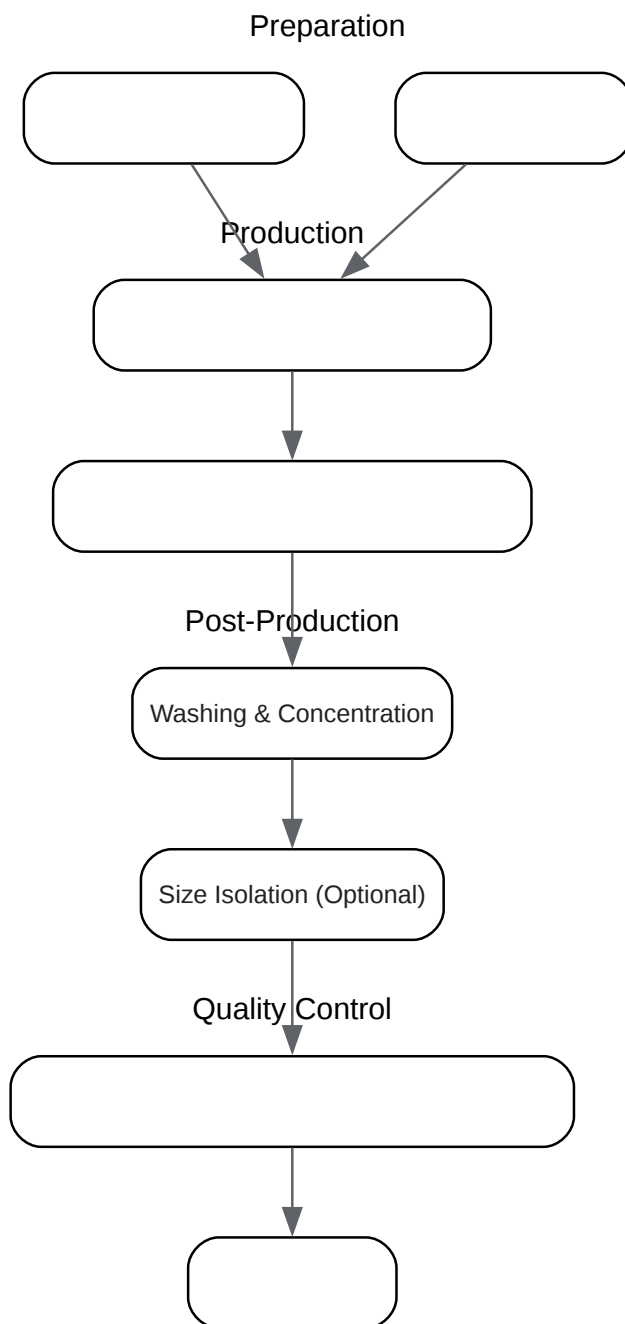 Preparation
Production
Post-Production
Washing & Concentration
Size Isolation (Optional)
Quality Control